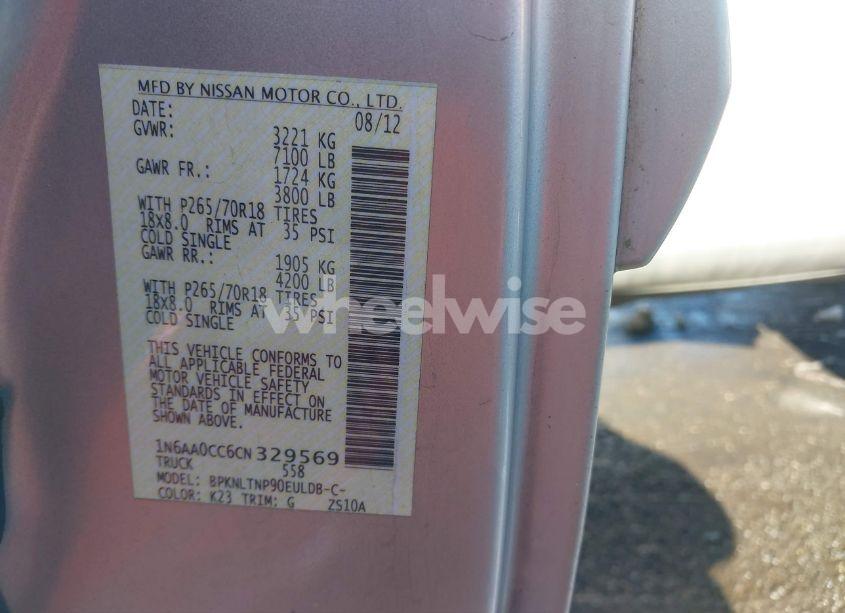 MFD BY NISSAN MOTOR CO., LTD.
DATE: 08/12
GVWR: 3221 KG
7100 LB
GAWR FR.: 1724 KG
3800 LB
WITH P265/70R18 TIRES
18x8.0 RIMS AT 35 PSI
COLD SINGLE
GAWR RR.: 1905 KG
4200 LB
WITH P265/70R18 TIRES
18x8.0 RIMS AT 35 PSI
COLD SINGLE
wheelwise
THIS VEHICLE CONFORMS TO
ALL APPLICABLE FEDERAL
MOTOR VEHICLE SAFETY
STANDARDS IN EFFECT ON
THE DATE OF MANUFACTURE
SHOWN ABOVE.
1N6AA0CC6CN329569
TRUCK 558
MODEL: BPKNLTNP90EULDB-C-
COLOR: K23 TRIM: G ZS10A